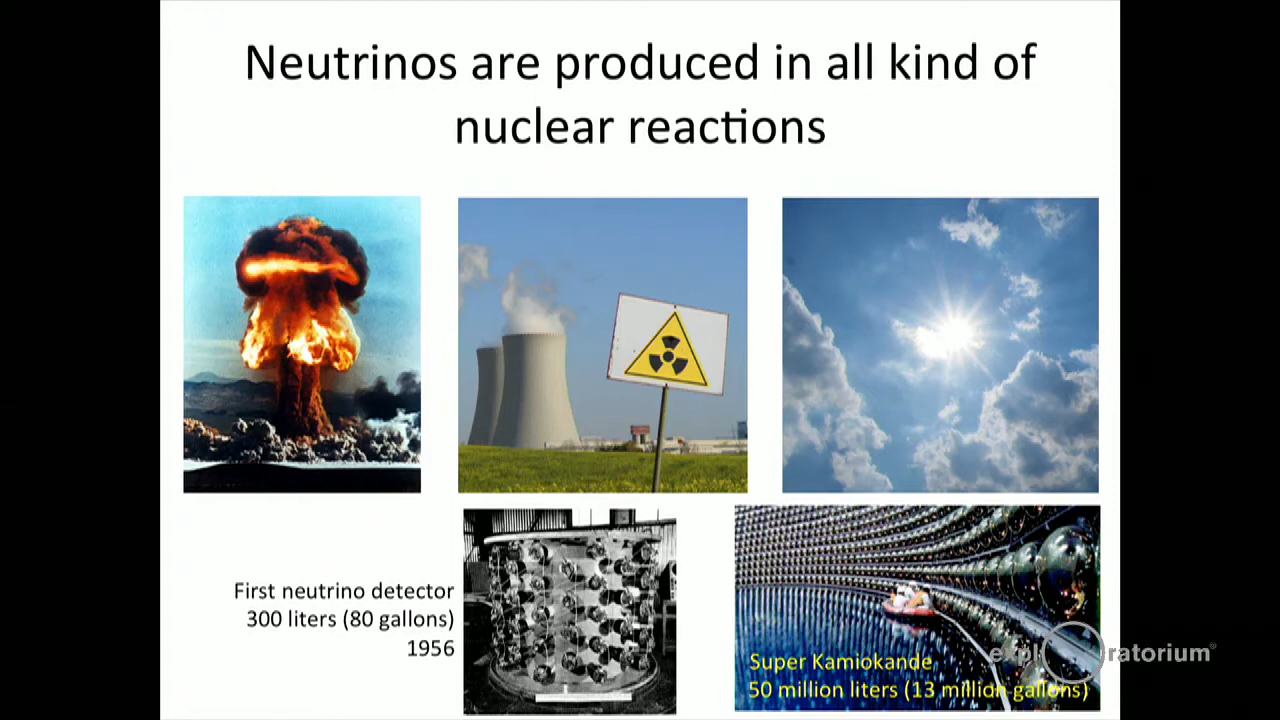 Neutrinos are produced in all kind of
nuclear reactions
First neutrino detector
300 liters (80 gallons)
1956
Super Kamiokande
50 million liters (13 million gallons)
expl ratorium®